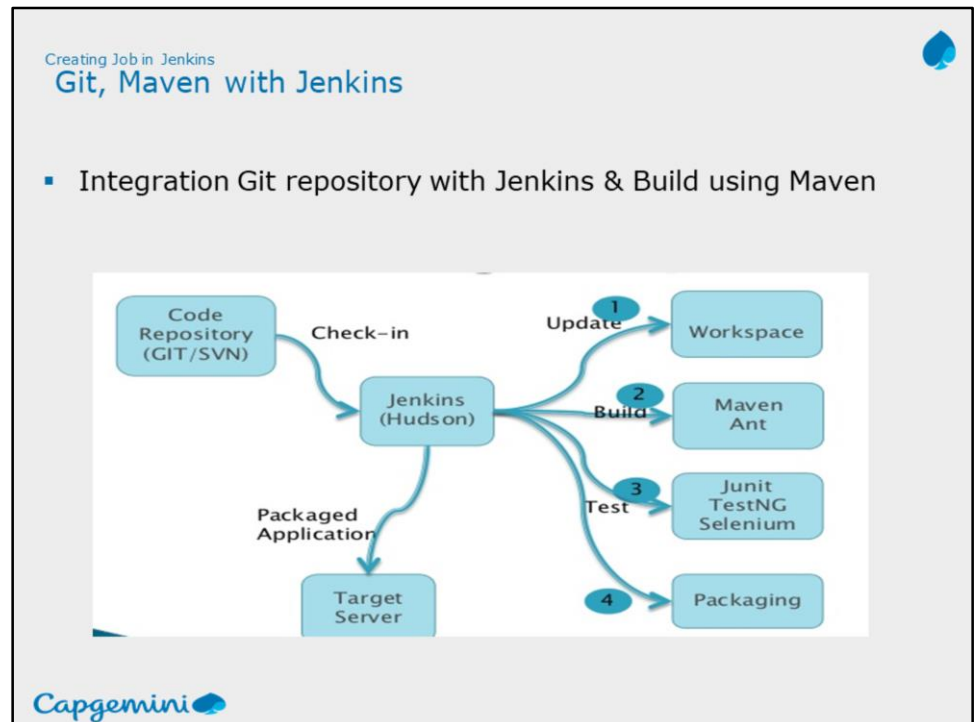 Creating Job in Jenkins
Git, Maven with Jenkins
▪ Integration Git repository with Jenkins & Build using Maven
Code
Repository
(GIT/SVN)
Check-in
Jenkins
(Hudson)
1
Update
Workspace
2
Build
Maven
Ant
3
Test
Junit
TestNG
Selenium
4
Packaging
Packaged
Application
Target
Server
Capgemini